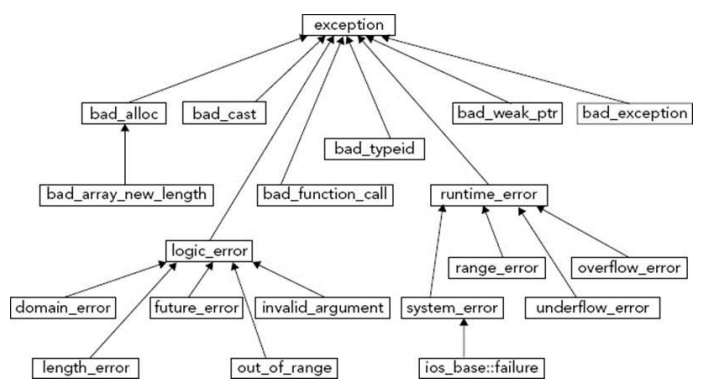 exception
bad_alloc
bad_cast
bad_weak_ptr
bad_exception
bad_typeid
bad_array_new_length
bad_function_call
runtime_error
logic_error
range_error
overflow_error
domain_error
future_error
invalid_argument
system_error
underflow_error
length_error
out_of_range
ios_base::failure